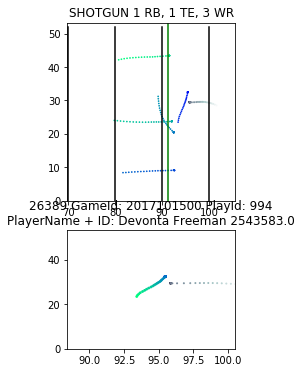 SHOTGUN 1 RB, 1 TE, 3 WR
50
40
30
20
10
0
70 80 90 100
26389 GameId: 2017101500 PlayId: 994
PlayerName + ID: Devonta Freeman 2543583.0
40
20
0
90.0 92.5 95.0 97.5 100.0